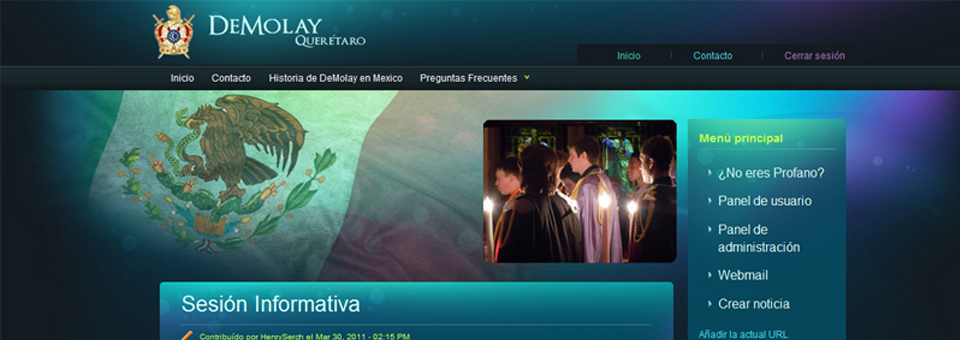 DEMOLAY
QUERETARO
Inicio
Contacto
Cerrar sesión
Inicio
Contacto
Historia de DeMolay en Mexico
Preguntas Frecuentes
Menú principal
¿No eres Profano?
Panel de usuario
Panel de
administración
Webmail
Crear noticia
Añadir la actual URL
Sesión Informativa
Contribuído por HenrySerch el Mar 30, 2011 - 02:15 PM